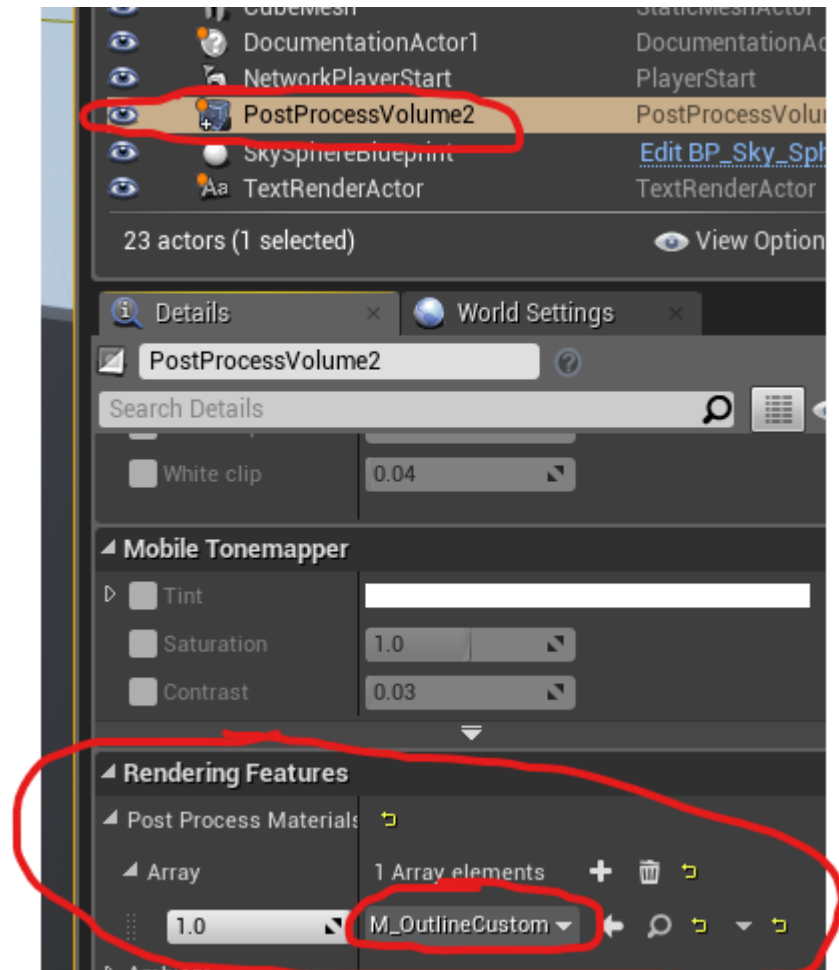 CubeMesh StaticMeshActor
DocumentationActor1 DocumentationAc
NetworkPlayerStart PlayerStart
PostProcessVolume2 PostProcessVolu
SkySphereBlueprint Edit BP_Sky_Sph
Aa TextRenderActor TextRenderActor
23 actors (1 selected) View Option
Details × World Settings ×
PostProcessVolume2 ?
Search Details
White clip 0.04
Mobile Tonemapper
Tint
Saturation 1.0
Contrast 0.03
Rendering Features
Post Process Materials
Array 1 Array elements
1.0 M_OutlineCustom